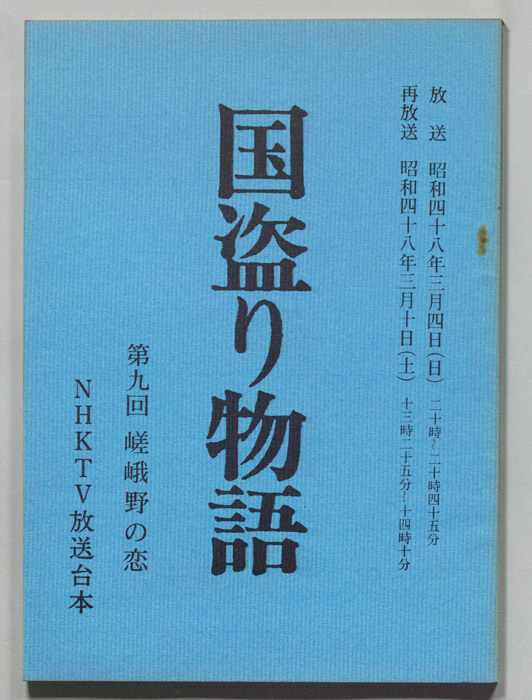 放送 昭和四十八年三月四日(日) 二十時~二十時四十五分
再放送 昭和四十八年三月十日(土) 十三時二十五分~十四時十分
国盗り物語
第九回 嵯峨野の恋
NHKTV放送台本